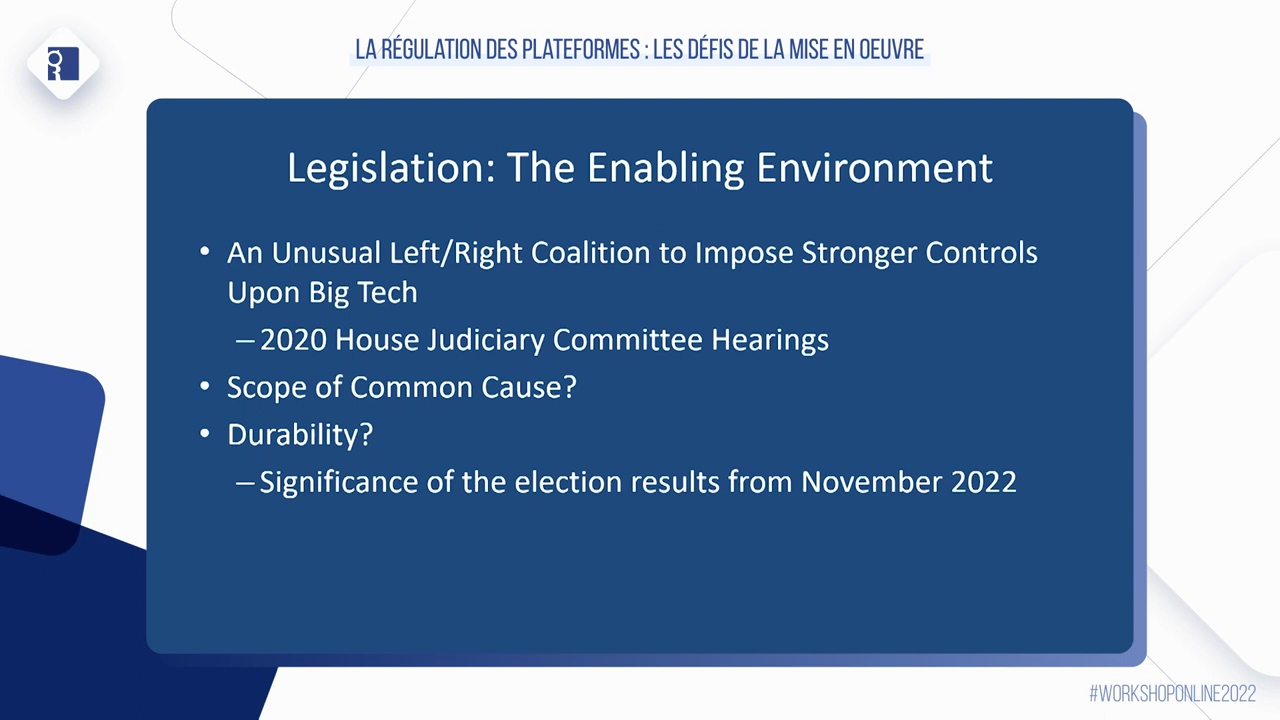 LA RÉGULATION DES PLATEFORMES : LES DÉFIS DE LA MISE EN OEUVRE
Legislation: The Enabling Environment
• An Unusual Left/Right Coalition to Impose Stronger Controls
Upon Big Tech
– 2020 House Judiciary Committee Hearings
• Scope of Common Cause?
• Durability?
– Significance of the election results from November 2022
#WORKSHOPONLINE2022